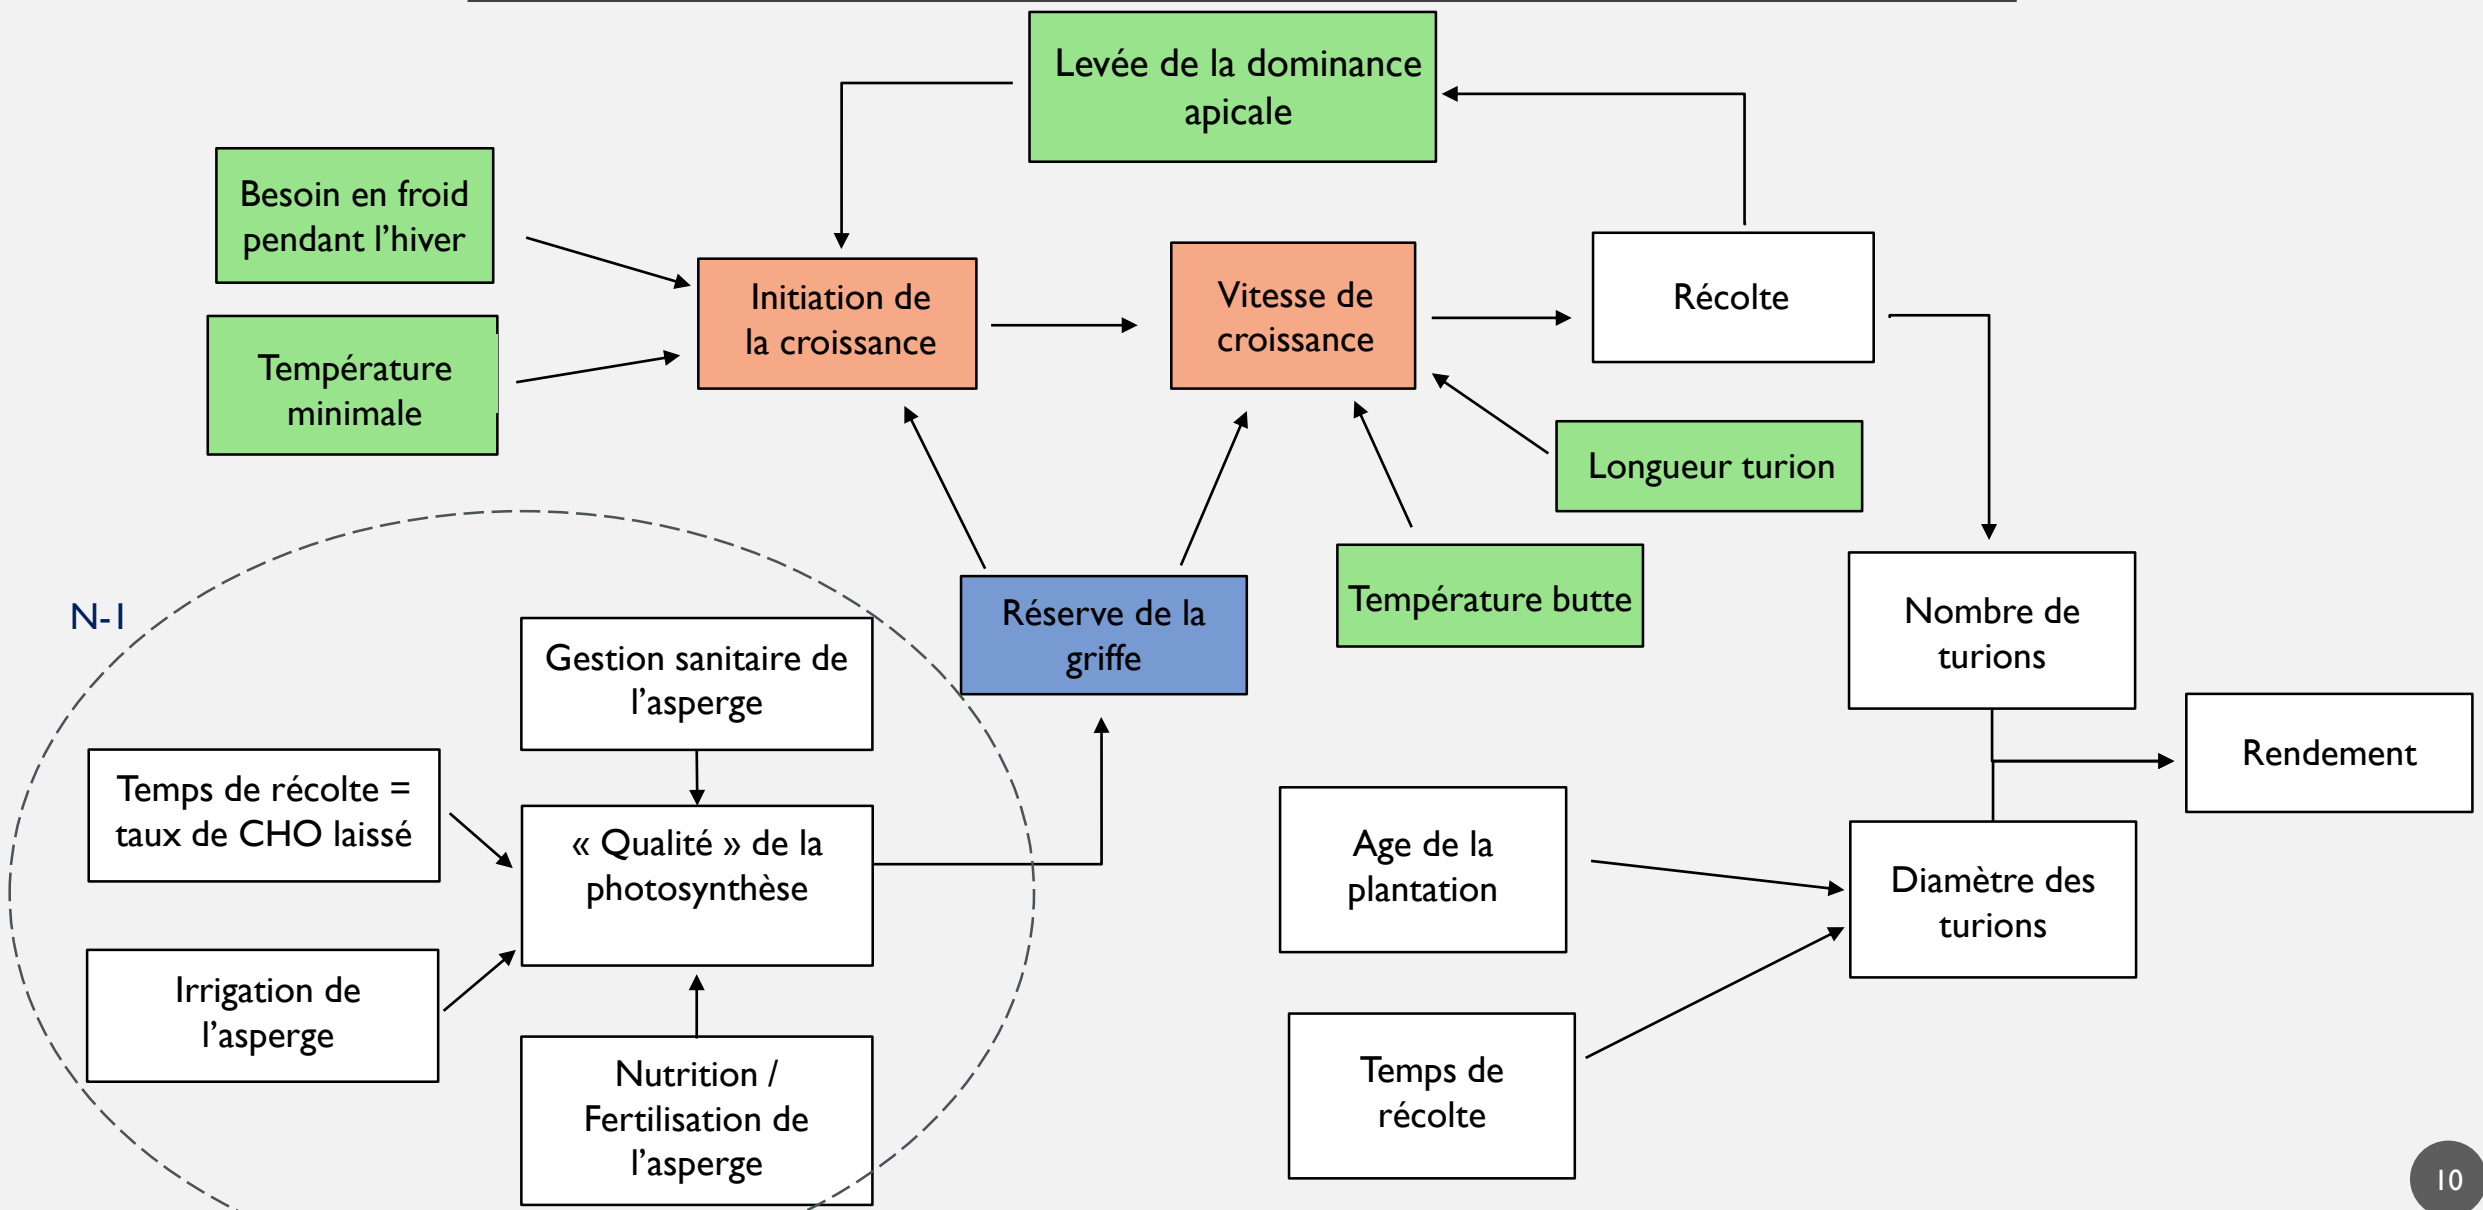 Levée de la dominance
apicale
Besoin en froid
pendant l’hiver
Température
minimale
Initiation de
la croissance
Vitesse de
croissance
Récolte
Longueur turion
Température butte
Réserve de la
griffe
N-1
Gestion sanitaire de
l’asperge
Temps de récolte =
taux de CHO laissé
« Qualité » de la
photosynthèse
Irrigation de
l’asperge
Nutrition /
Fertilisation de
l’asperge
Nombre de
turions
Rendement
Age de la
plantation
Diamètre des
turions
Temps de
récolte
10